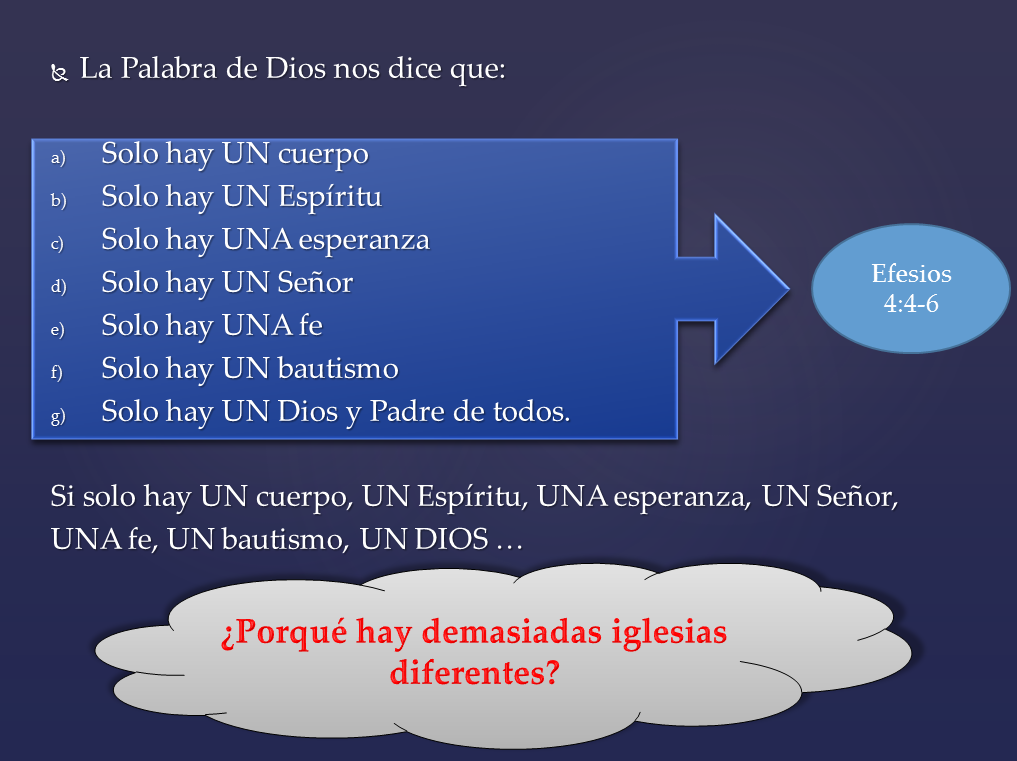 La Palabra de Dios nos dice que:
a) Solo hay UN cuerpo
b) Solo hay UN Espíritu
c) Solo hay UNA esperanza
d) Solo hay UN Señor
e) Solo hay UNA fe
f) Solo hay UN bautismo
g) Solo hay UN Dios y Padre de todos.
Efesios
4:4-6
Si solo hay UN cuerpo, UN Espíritu, UNA esperanza, UN Señor,
UNA fe, UN bautismo, UN DIOS …
¿Porqué hay demasiadas iglesias
diferentes?